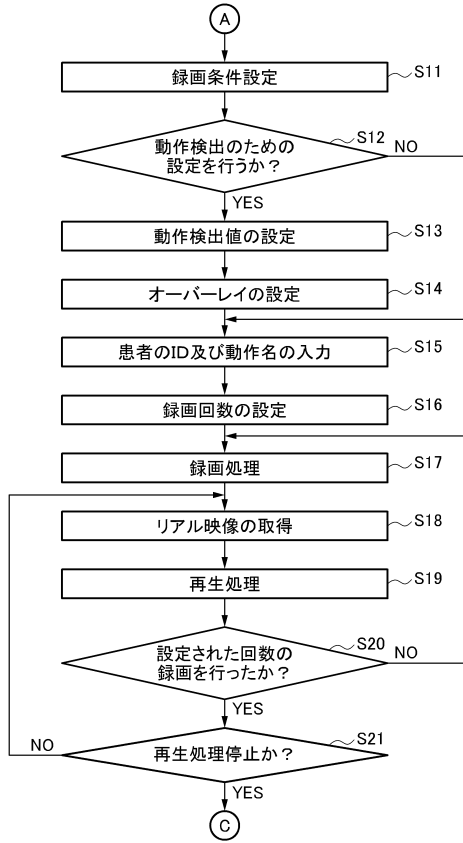 A
録画条件設定
S11
動作検出のための
設定を行うか？
S12
NO
YES
動作検出値の設定
S13
オーバーレイの設定
S14
患者のID及び動作名の入力
S15
録画回数の設定
S16
録画処理
S17
リアル映像の取得
S18
再生処理
S19
設定された回数の
録画を行ったか？
S20
NO
YES
再生処理停止か？
S21
NO
YES
C